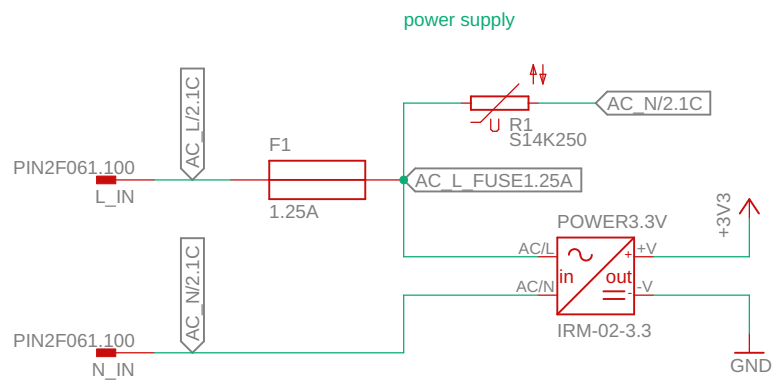 power supply
AC_L/2.1C
AC_N/2.1C
U
R1
S14K250
F1
PIN2F061.100
L_IN
AC_L_FUSE1.25A
1.25A
+3V3
POWER3.3V
AC/L
+
+V
in
out
AC/N
-
-V
AC_N/2.1C
IRM-02-3.3
PIN2F061.100
N_IN
GND